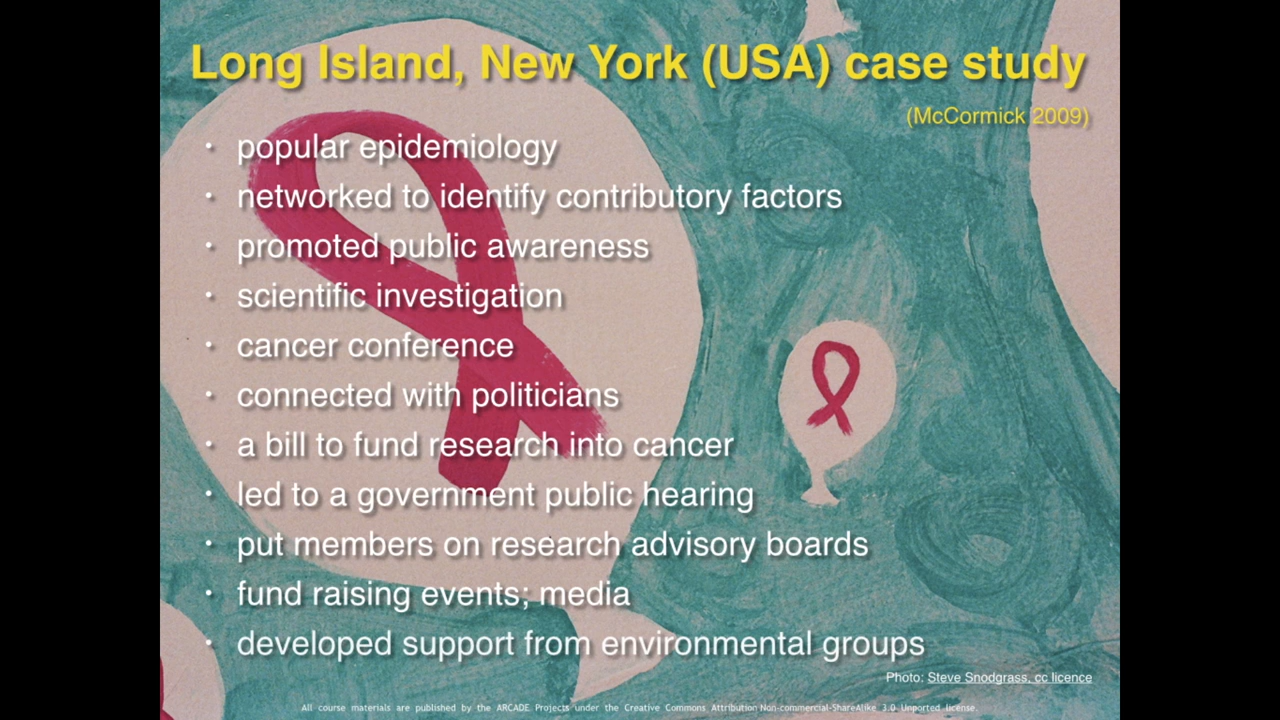 Long Island, New York (USA) case study
(McCormick 2009)
• popular epidemiology
• networked to identify contributory factors
• promoted public awareness
• scientific investigation
• cancer conference
• connected with politicians
• a bill to fund research into cancer
• led to a government public hearing
• put members on research advisory boards
• fund raising events; media
• developed support from environmental groups
Photo: Steve Snodgrass, cc licence
All course materials are published by the ARCADE Projects under the Creative Commons Attribution Non-commercial-ShareAlike 3.0 Unported license.